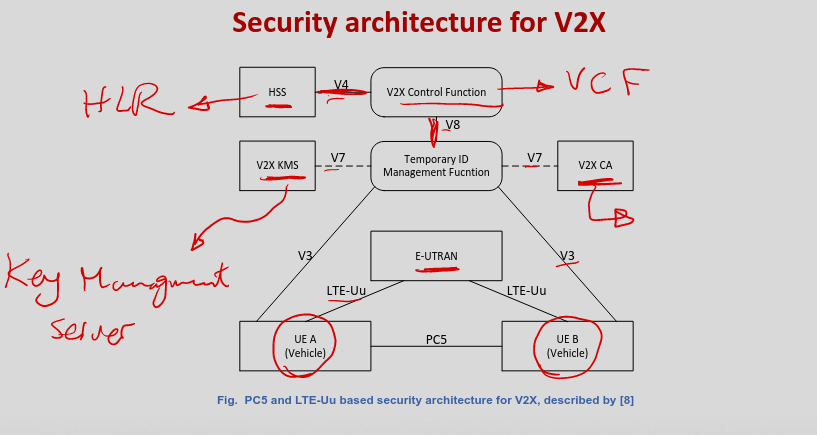 Security architecture for V2X
HLR
HSS
V4
V2X Control Function
VCF
V8
V2X KMS
V7
Temporary ID
Management Fucntion
V7
V2X CA
V3
E-UTRAN
V3
Key Managment
Server
LTE-Uu
LTE-Uu
UE A
(Vehicle)
PC5
UE B
(Vehicle)
Fig. PC5 and LTE-Uu based security architecture for V2X, described by [8]